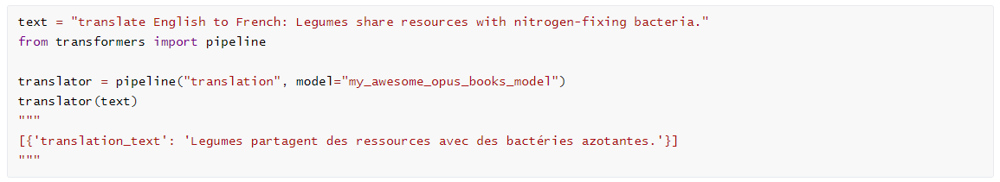 text = "translate English to French: Legumes share resources with nitrogen-fixing bacteria."
from transformers import pipeline
translator = pipeline("translation", model="my_awesome_opus_books_model")
translator(text)
"""
[{'translation_text': 'Legumes partagent des ressources avec des bactéries azotantes.'}]
"""